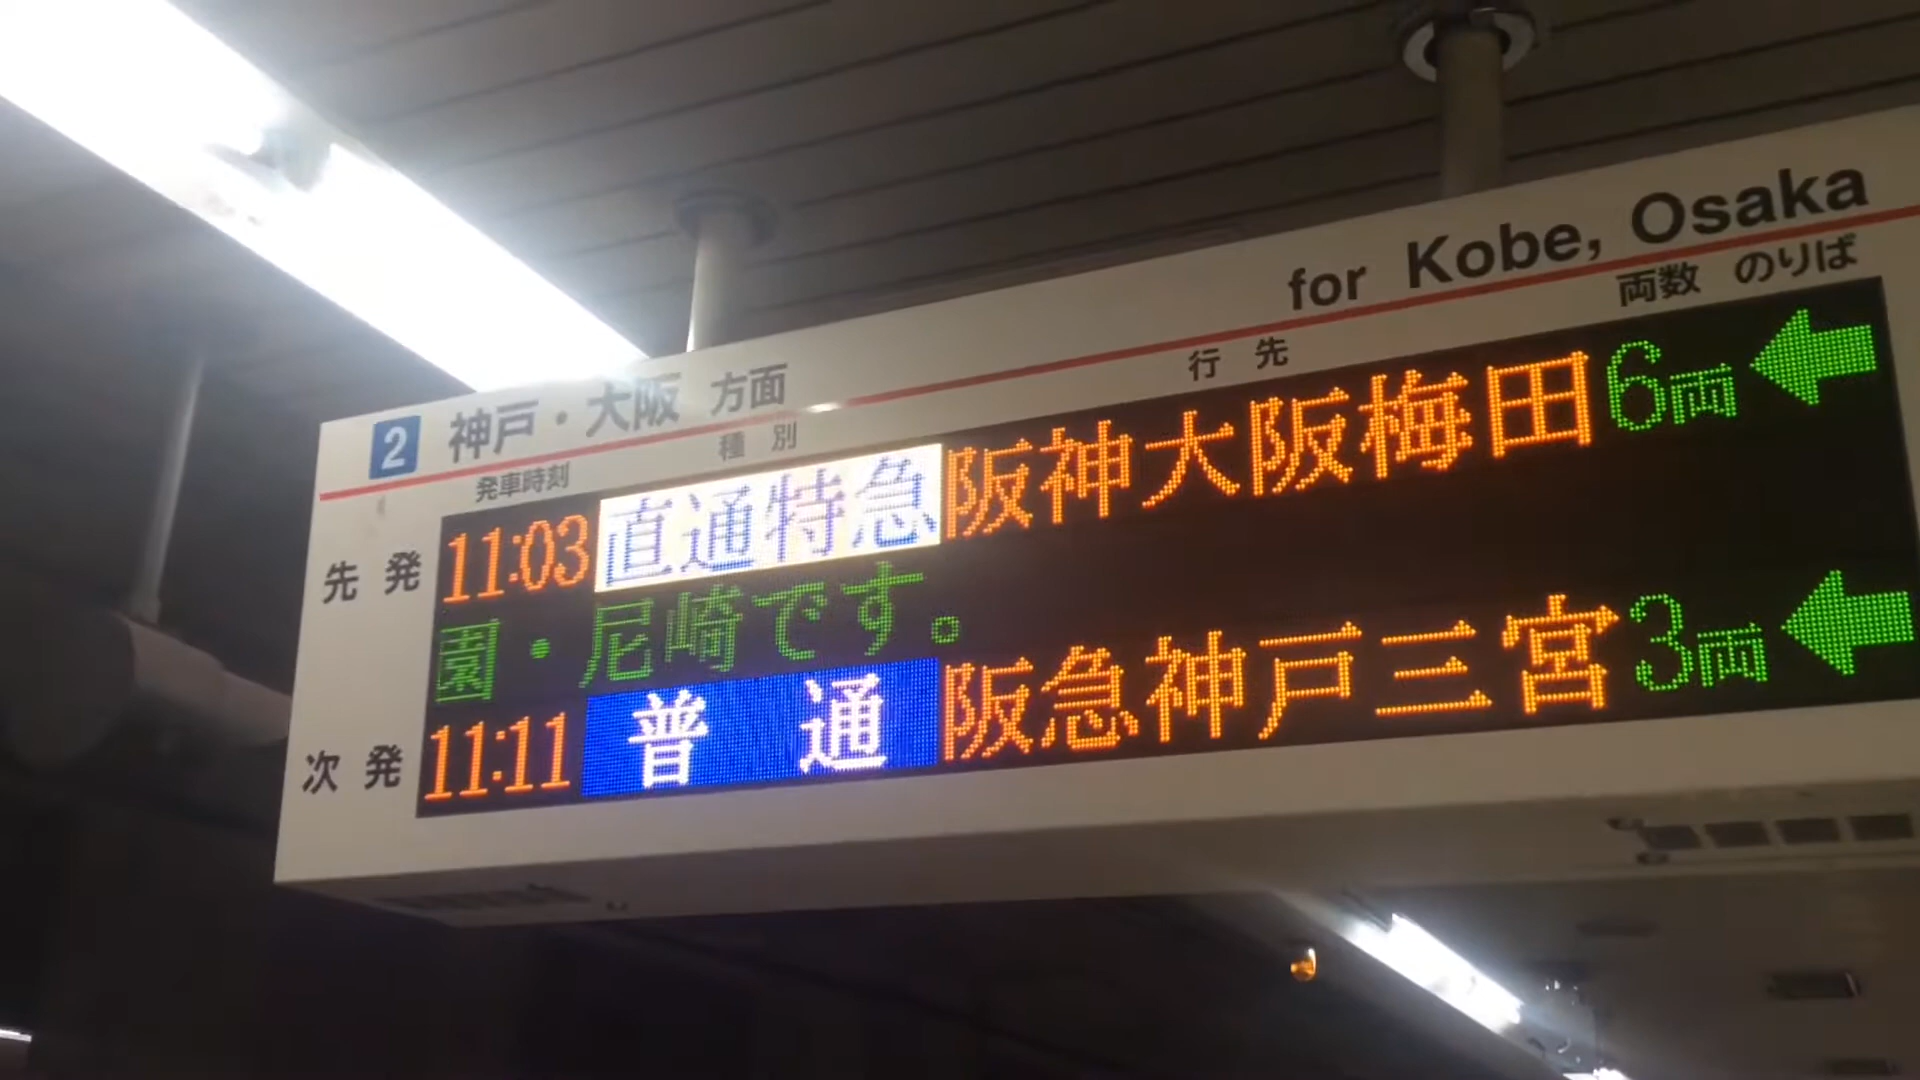 for Kobe, Osaka
2 神戸・大阪 方面
発車時刻 種別 行先 両数 のりば
先発 11:03 直通特急 阪神大阪梅田 6両 ←
園・尼崎です。
次発 11:11 普通 阪急神戸三宮 3両 ←